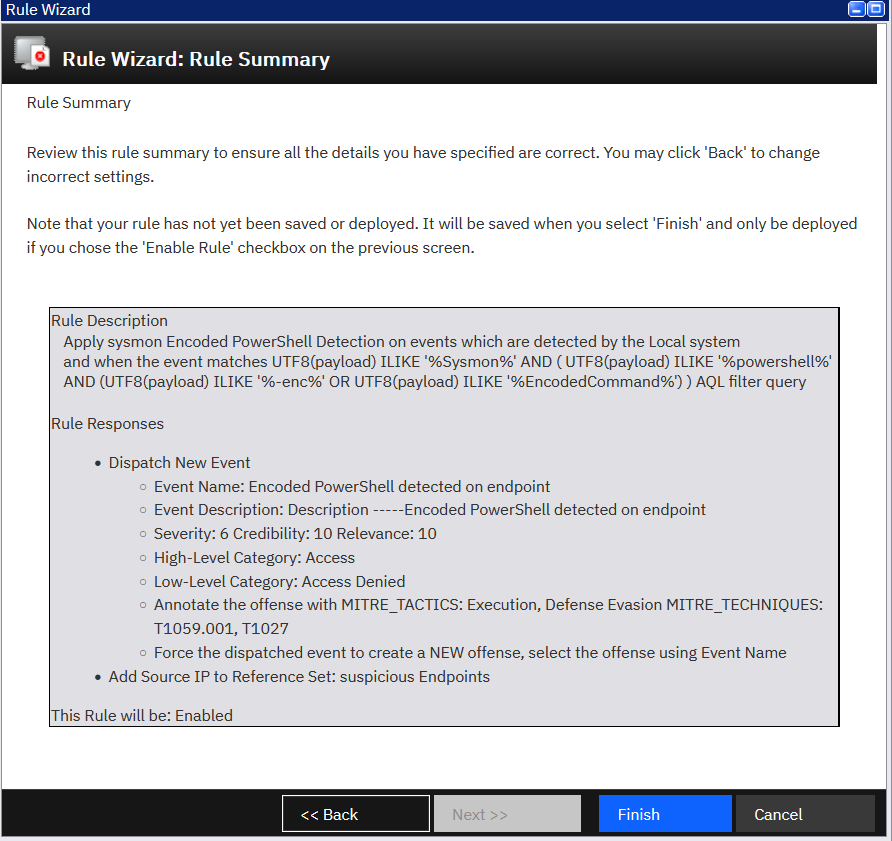 Rule Wizard
Rule Wizard: Rule Summary
Rule Summary
Review this rule summary to ensure all the details you have specified are correct. You may click 'Back' to change
incorrect settings.
Note that your rule has not yet been saved or deployed. It will be saved when you select 'Finish' and only be deployed
if you chose the 'Enable Rule' checkbox on the previous screen.
Rule Description
Apply sysmon Encoded PowerShell Detection on events which are detected by the Local system
and when the event matches UTF8(payload) ILIKE '%Sysmon%' AND ( UTF8(payload) ILIKE '%powershell%'
AND (UTF8(payload) ILIKE '%-enc%' OR UTF8(payload) ILIKE '%EncodedCommand%') ) AQL filter query
Rule Responses
• Dispatch New Event
○ Event Name: Encoded PowerShell detected on endpoint
○ Event Description: Description -----Encoded PowerShell detected on endpoint
○ Severity: 6 Credibility: 10 Relevance: 10
○ High-Level Category: Access
○ Low-Level Category: Access Denied
○ Annotate the offense with MITRE_TACTICS: Execution, Defense Evasion MITRE_TECHNIQUES:
T1059.001, T1027
○ Force the dispatched event to create a NEW offense, select the offense using Event Name
• Add Source IP to Reference Set: suspicious Endpoints
This Rule will be: Enabled
<< Back
Next >>
Finish
Cancel